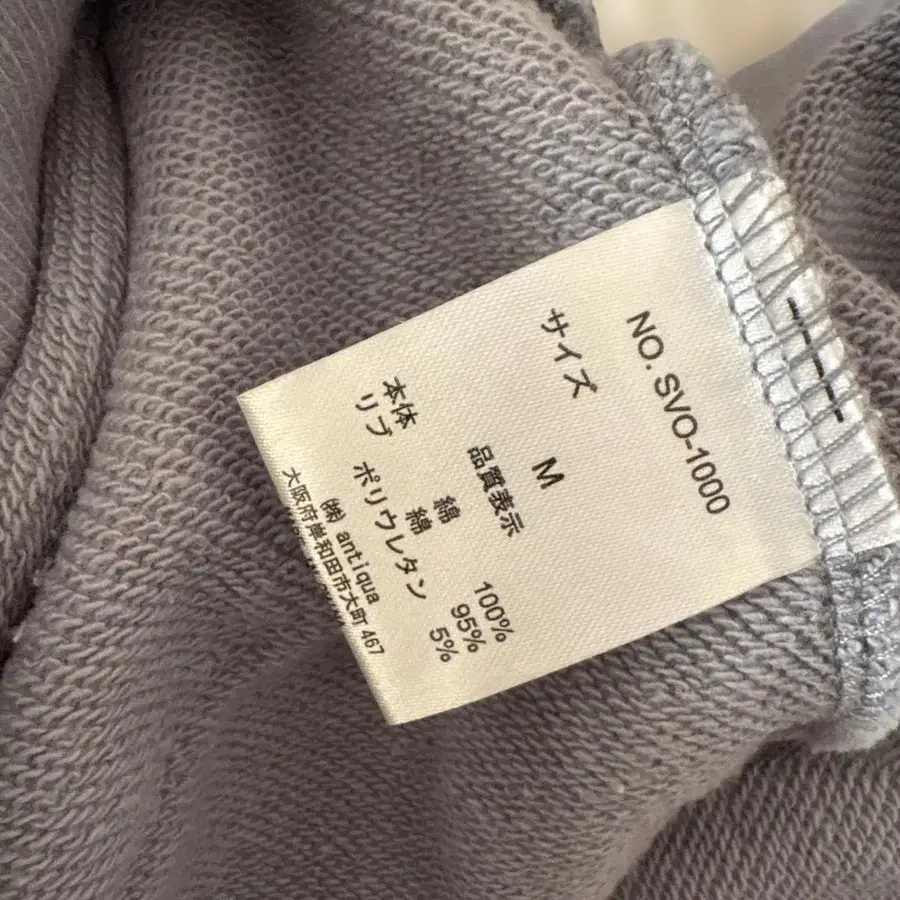 NO. SVO-1000
サイズ M
品質表示
本体 綿 100%
リブ 綿 95%
ポリウレタン 5%
(株) antiqua
大阪府岸和田市大町 467